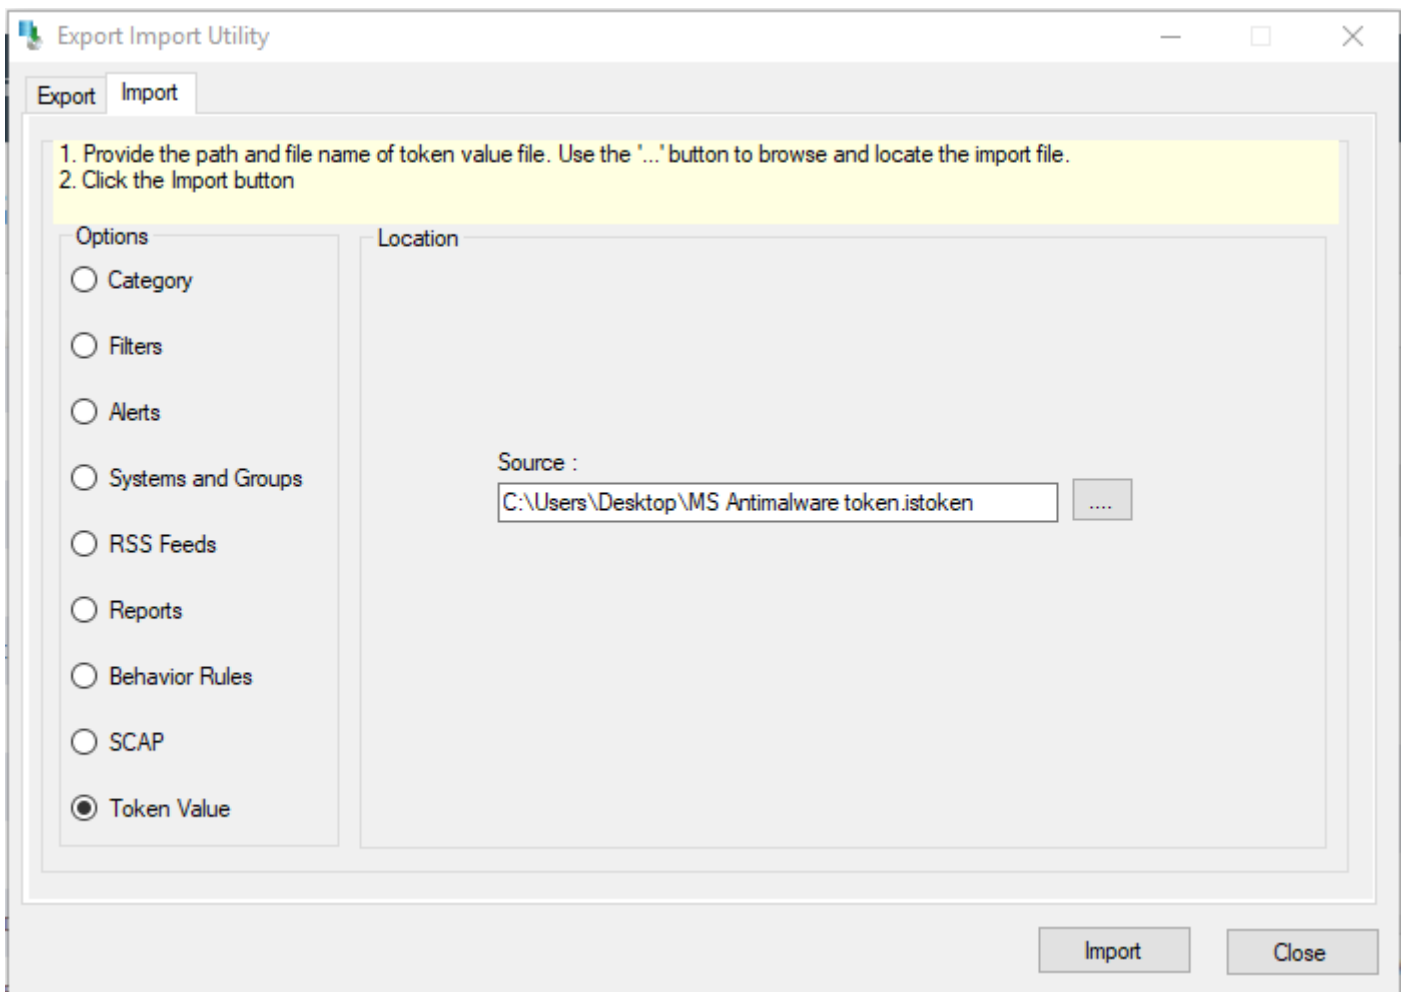 Export Import Utility
Export
Import
1. Provide the path and file name of token value file. Use the '...' button to browse and locate the import file.
2. Click the Import button
Options
Category
Filters
Alerts
Systems and Groups
RSS Feeds
Reports
Behavior Rules
SCAP
Token Value
Location
Source :
C:\Users\Desktop\MS Antimalware token.istoken
....
Import
Close